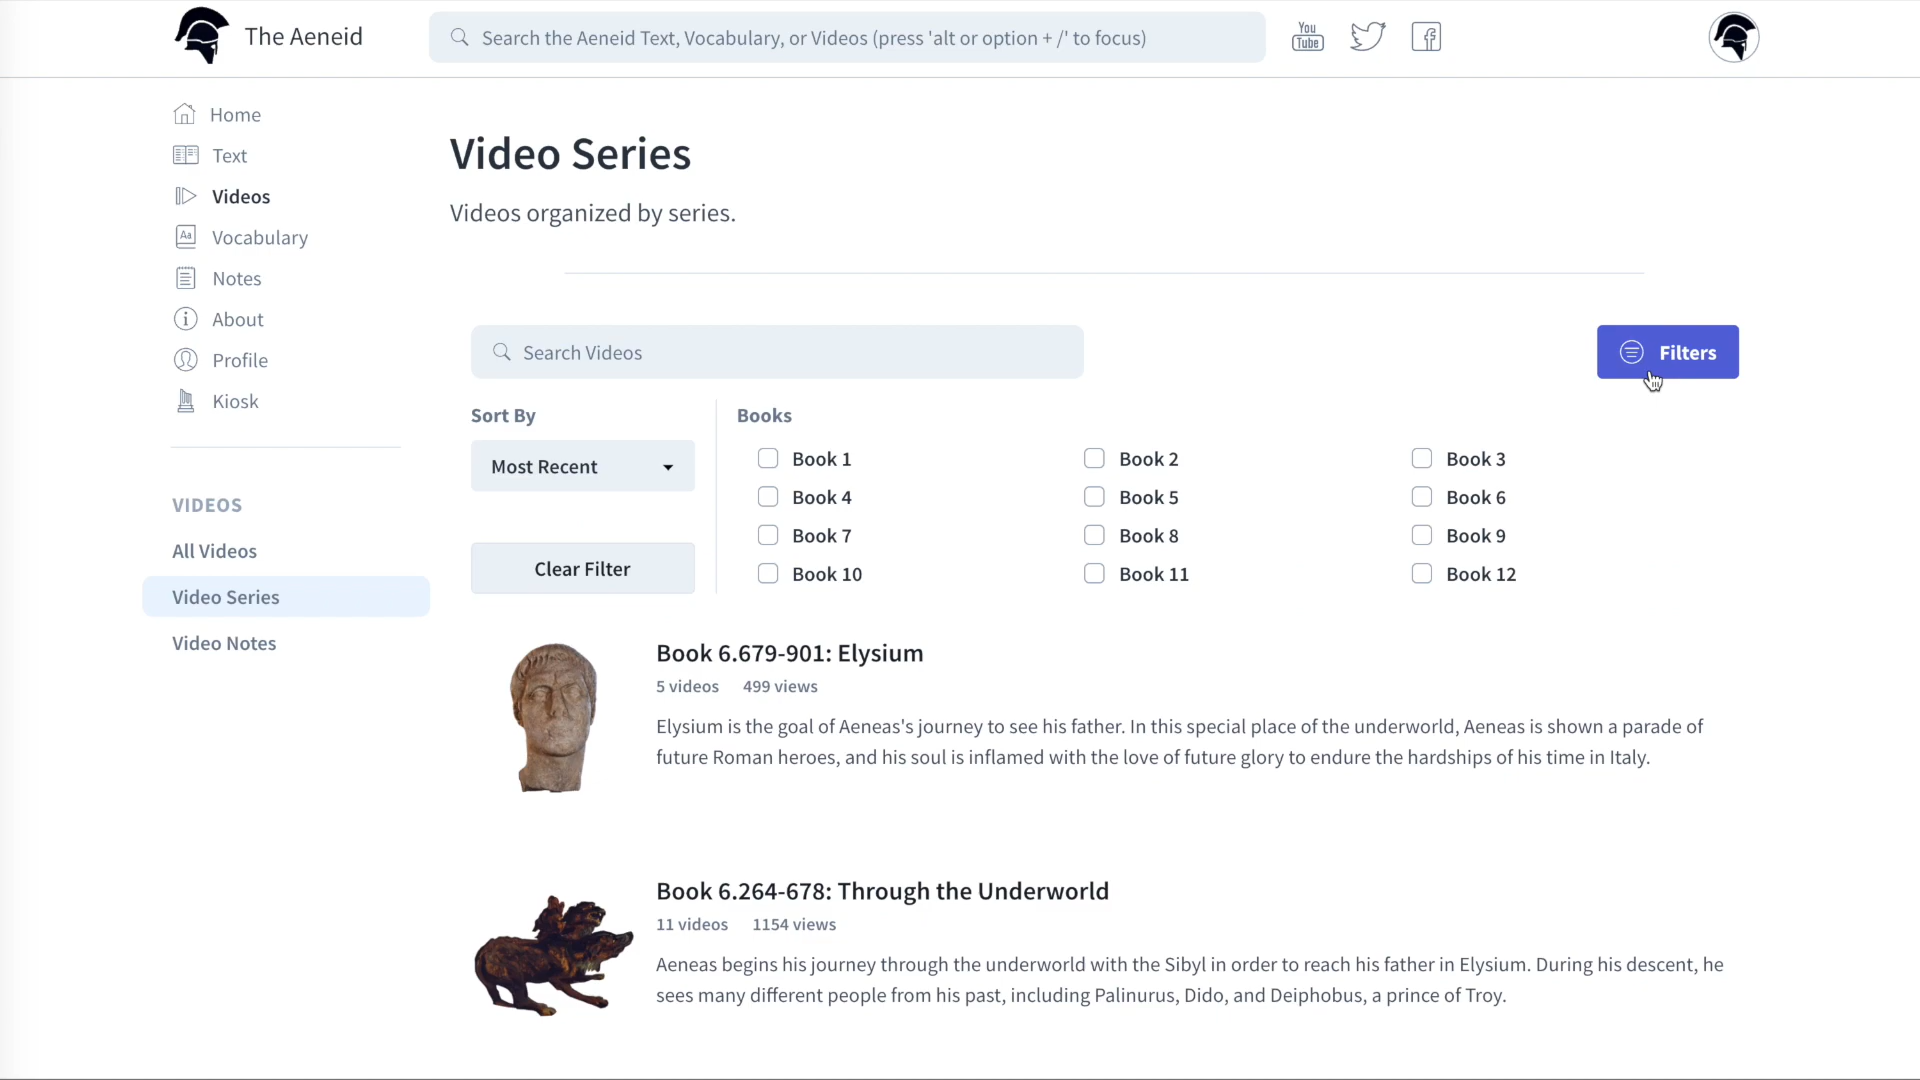 The Aeneid
Search the Aeneid Text, Vocabulary, or Videos (press 'alt or option + /' to focus)
You
Tube
Home
Text
Videos
Aa
Vocabulary
Notes
About
Profile
Kiosk
VIDEOS
All Videos
Video Series
Video Notes
Video Series
Videos organized by series.
Search Videos
Filters
Sort By
Most Recent
Clear Filter
Books
Book 1
Book 2
Book 3
Book 4
Book 5
Book 6
Book 7
Book 8
Book 9
Book 10
Book 11
Book 12
Book 6.679-901: Elysium
5 videos 499 views
Elysium is the goal of Aeneas's journey to see his father. In this special place of the underworld, Aeneas is shown a parade of
future Roman heroes, and his soul is inflamed with the love of future glory to endure the hardships of his time in Italy.
Book 6.264-678: Through the Underworld
11 videos 1154 views
Aeneas begins his journey through the underworld with the Sibyl in order to reach his father in Elysium. During his descent, he
sees many different people from his past, including Palinurus, Dido, and Deiphobus, a prince of Troy.